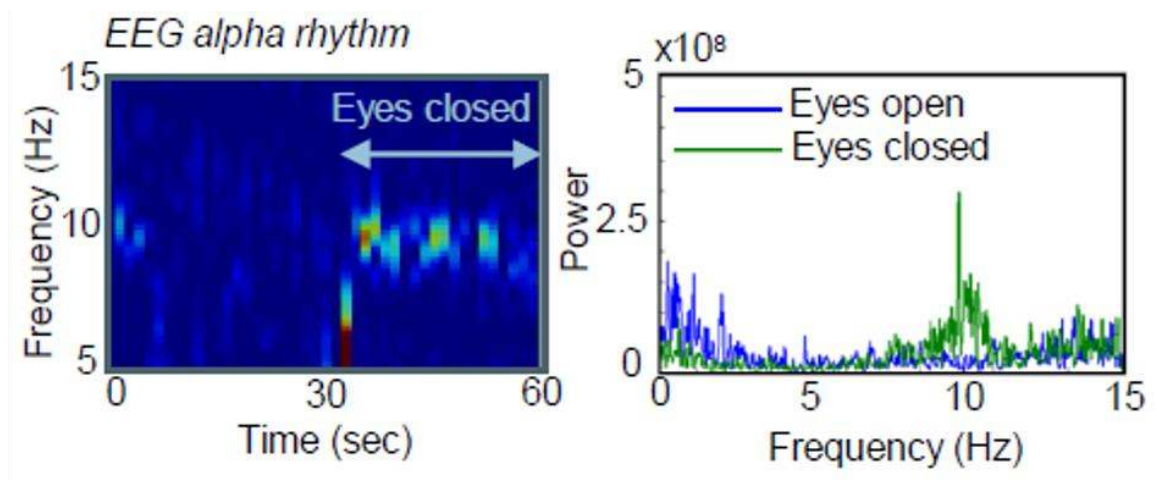 EEG alpha rhythm
15
10
5
Frequency (Hz)
Eyes closed
0 30 60
Time (sec)
x10⁸
5
2.5
0
Power
Eyes open
Eyes closed
0 5 10 15
Frequency (Hz)